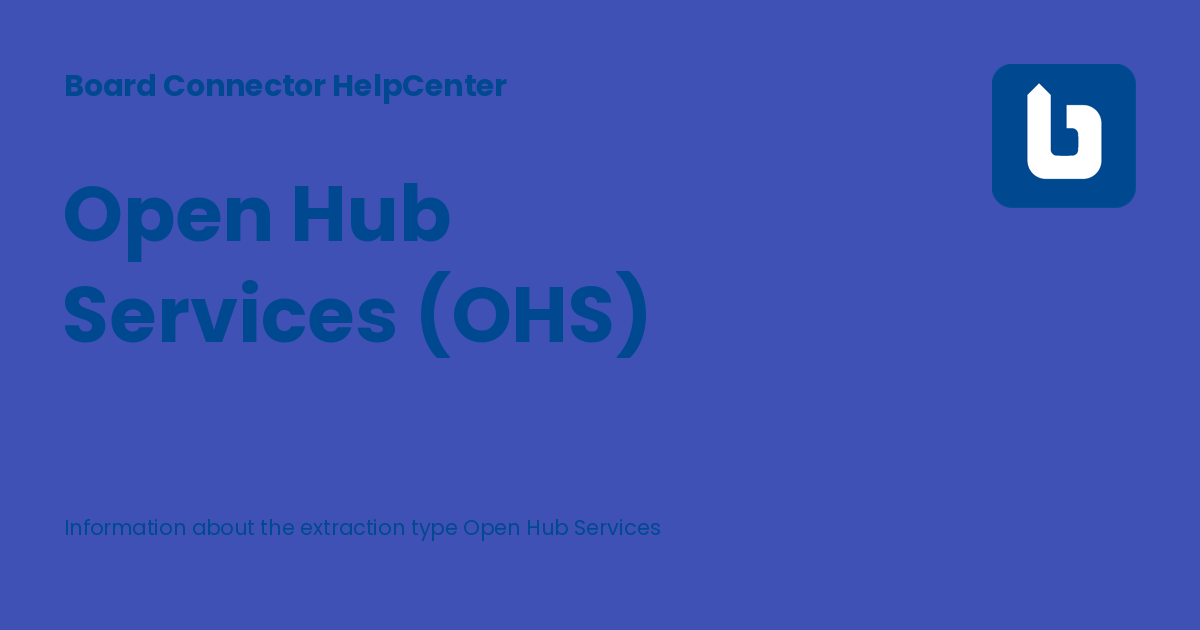 Board Connector HelpCenter
Open Hub
Services (OHS)
Information about the extraction type Open Hub Services